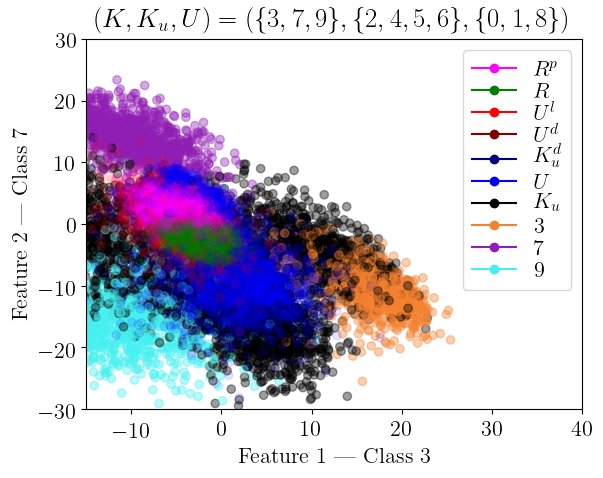 (K, K_u, U) = ({3, 7, 9}, {2, 4, 5, 6}, {0, 1, 8})
30
20
10
0
−10
−20
−30
Feature 2 — Class 7
R^p
R
U^l
U^d
K_u^d
U
K_u
3
7
9
−10
0
10
20
30
40
Feature 1 — Class 3